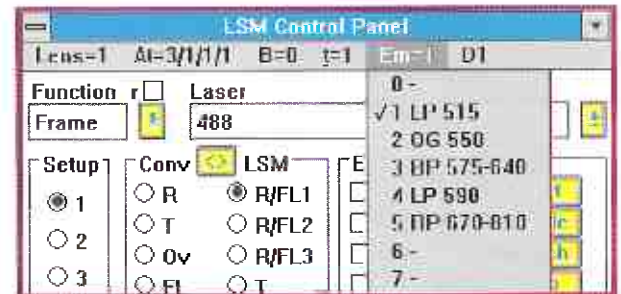 LSM Control Panel
Lens=1 At=3/1/1/1 B=0 t=1 Em=1 D1
Function r Laser
Frame 488
0 -
√1 LP 515
2 OG 550
3 BP 575-640
4 LP 590
5 BP 670-810
6 -
7 -
Setup Conv <> LSM E
1 R R/FL1
2 T R/FL2
3 Ov R/FL3
Fl T